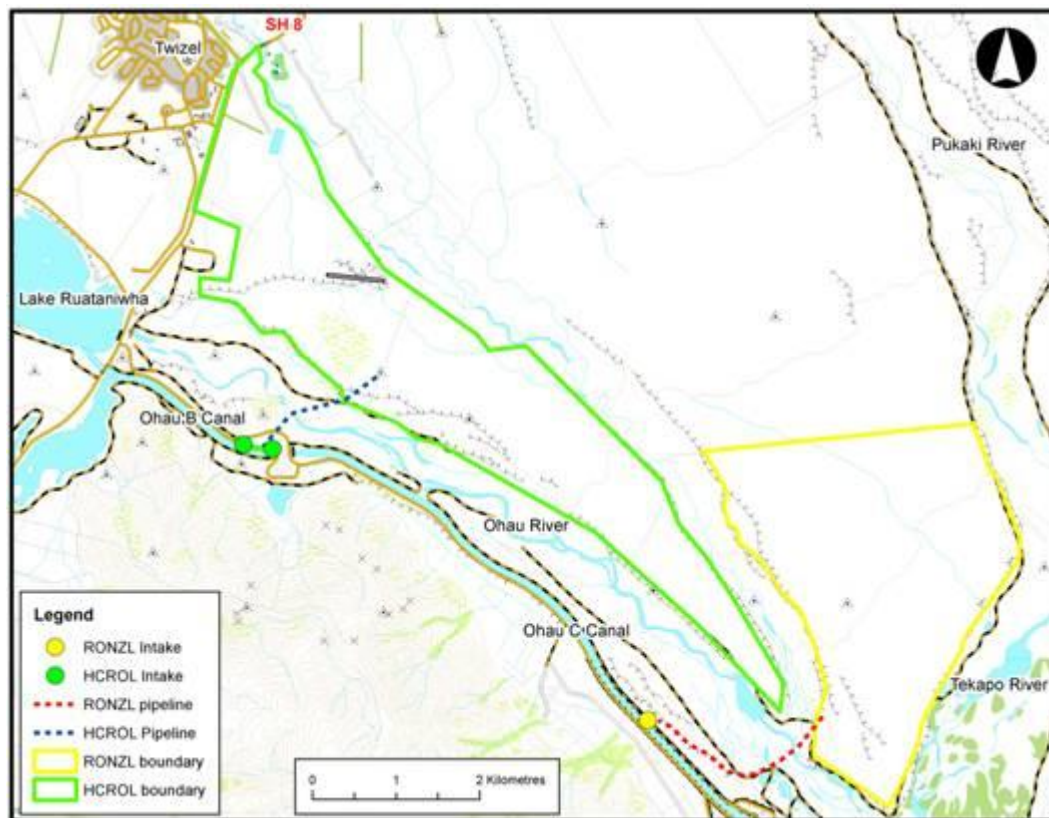 SH 8
Twizel
Pukaki River
Lake Ruataniwha
Ohau B Canal
Ohau River
Ohau C Canal
Tekapo River
Legend
RONZL Intake
HCROL Intake
RONZL pipeline
HCROL Pipeline
RONZL boundary
HCROL boundary
0 1 2 Kilometres